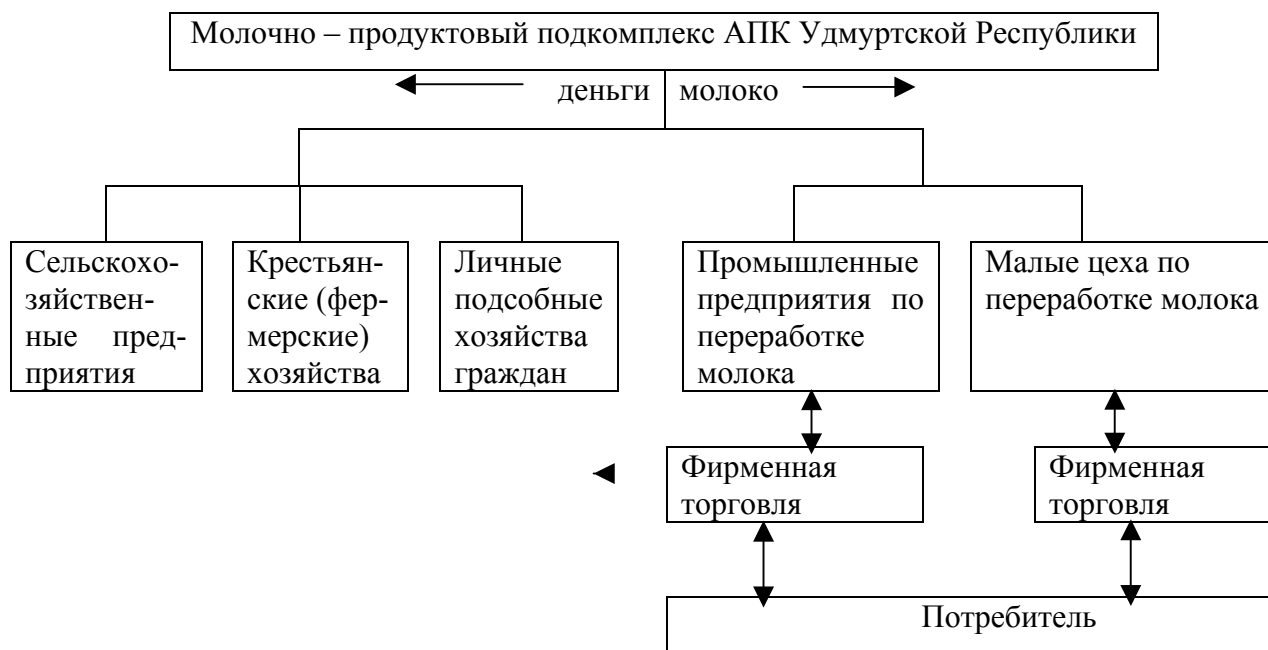 Молочно – продуктовый подкомплекс АПК Удмуртской Республики
деньги молоко
Сельскохо-
зяйствен-
ные пред-
приятия
Крестьян-
ские (фер-
мерские)
хозяйства
Личные
подсобные
хозяйства
граждан
Промышленные
предприятия по
переработке
молока
Малые цеха по
переработке молока
Фирменная
торговля
Фирменная
торговля
Потребитель